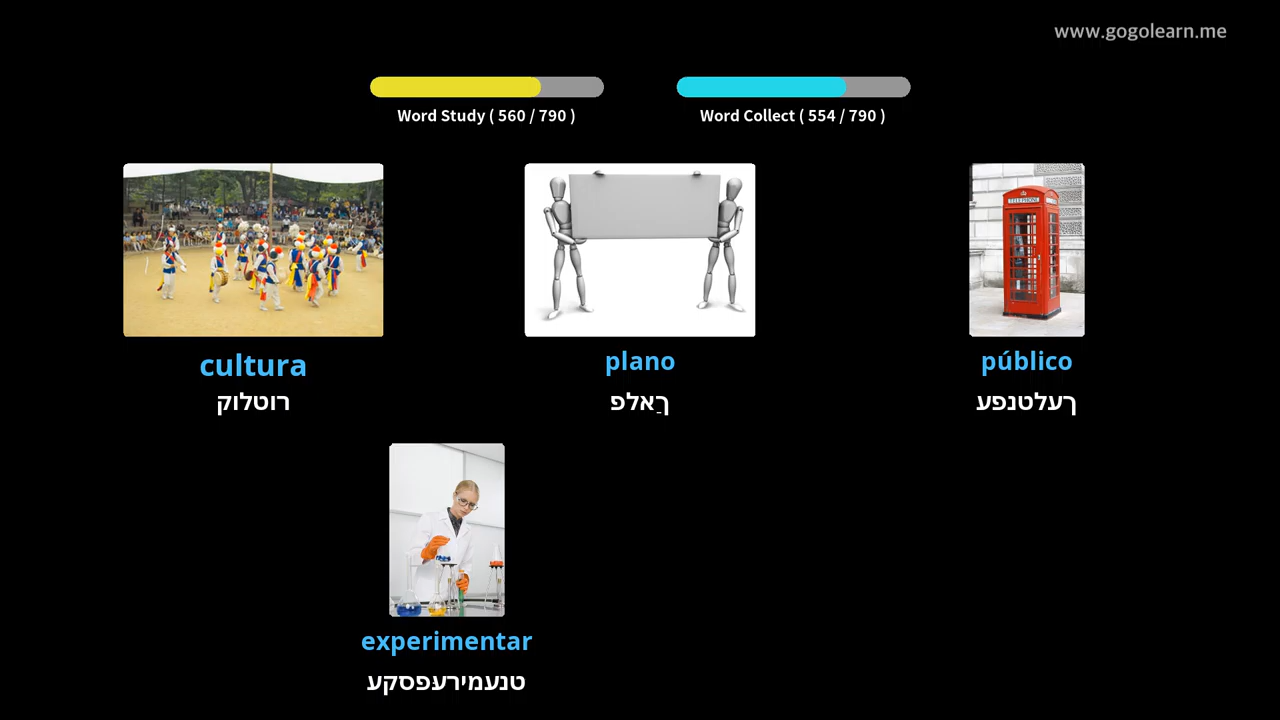 www.gogolearn.me
Word Study ( 560 / 790 )
Word Collect ( 554 / 790 )
cultura
רוטלוק
plano
ךַאלפ
público
ךעלטנפע
experimentar
טנעמירעפסקע